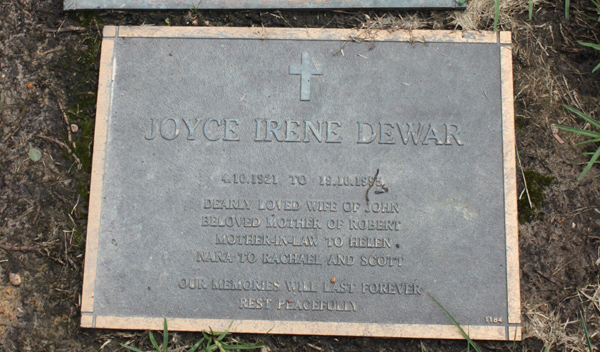 JOYCE IRENE DEWAR
4.10.1921 TO
DEARLY LOVED WIFE OF JOHN
BELOVED MOTHER OF ROBERT
MOTHER-IN-LAW TO HELEN
NANA TO RACHAEL AND SCOTT
OUR MEMORIES WILL LAST FOREVER
REST PEACEFULLY
1184